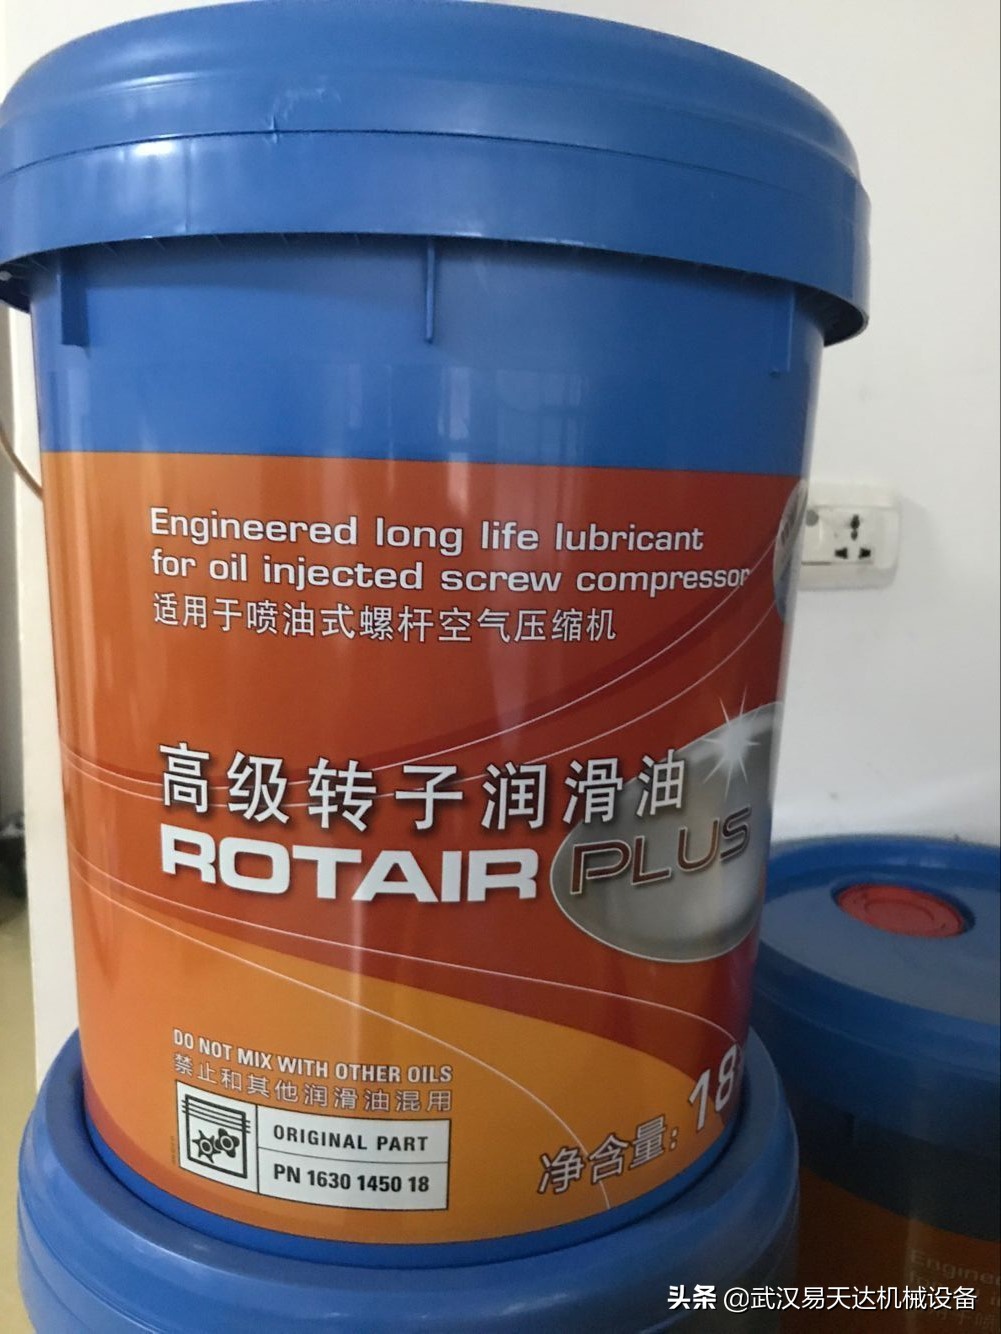 Engineered long life lubricant
for oil injected screw compressor
适用于喷油式螺杆空气压缩机
高级转子润滑油
ROTAIR PLUS
DO NOT MIX WITH OTHER OILS
禁止和其他润滑油混用
ORIGINAL PART
PN 1630 1450 18
净含量: 18
Engine
头条 @武汉易天达机械设备